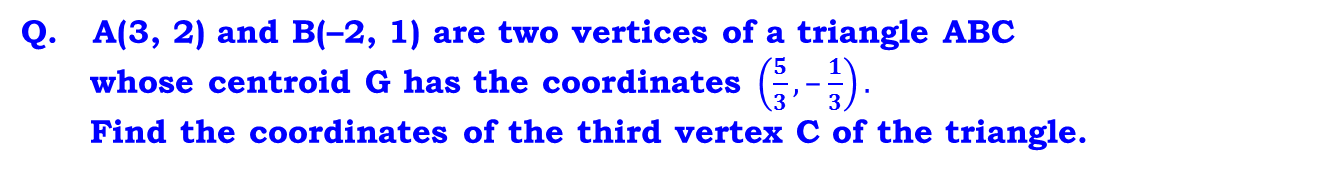 Q. A(3, 2) and B(–2, 1) are two vertices of a triangle ABC
whose centroid G has the coordinates (5/3, −1/3).
Find the coordinates of the third vertex C of the triangle.